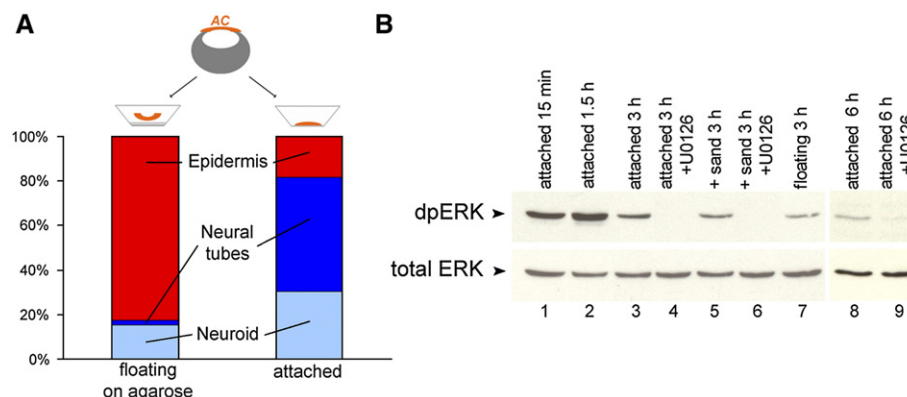 A
AC
100%
80%
60%
40%
20%
0%
Epidermis
Neural
tubes
Neuroid
floating
on agarose
attached
B
attached 15 min
attached 1.5 h
attached 3 h
attached 3 h
+U0126
+ sand 3 h
+ sand 3 h
+U0126
floating 3 h
attached 6 h
attached 6 h
+U0126
dpERK
total ERK
1 2 3 4 5 6 7 8 9